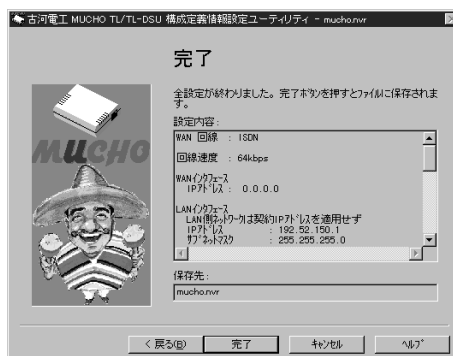 古河電工 MUCHO TL/TL-DSU 構成定義情報設定ユーティリティ - mucho.nvr
完了
全設定が終わりました。完了ボタンを押すとファイルに保存されま
す。
設定内容:
WAN 回線 : ISDN
回線速度 : 64kbps
WANインタフェース
IPアドレス : 0.0.0.0
LANインタフェース
LAN側ネットワークは契約IPアドレスを適用せず
IPアドレス : 192.52.150.1
サブネットマスク : 255.255.255.0
MUCHO
保存先:
mucho.nvr
< 戻る(B)
完了
キャンセル
ヘルプ